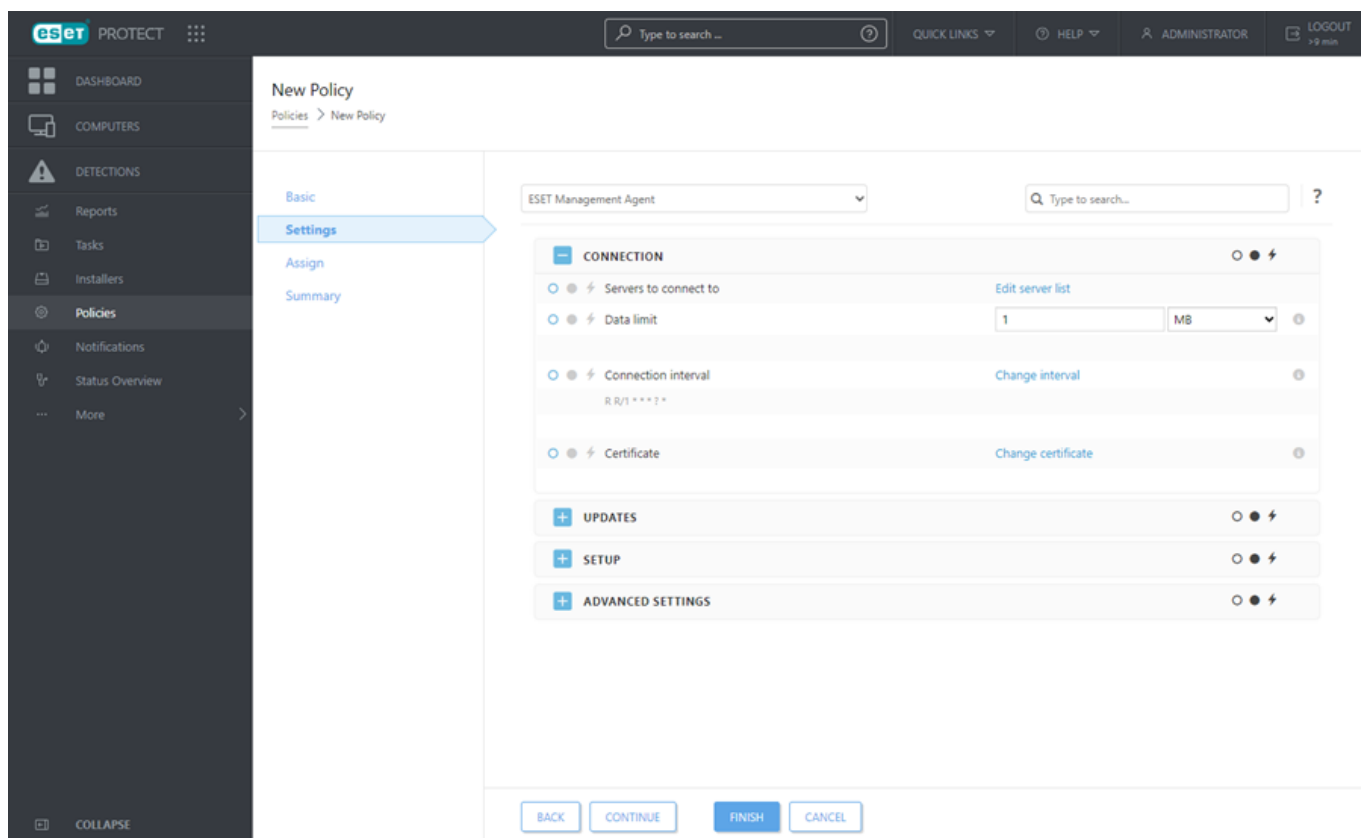 eseT PROTECT
Type to search ...
QUICK LINKS
HELP
ADMINISTRATOR
LOGOUT
>9 min
DASHBOARD
COMPUTERS
DETECTIONS
Reports
Tasks
Installers
Policies
Notifications
Status Overview
More
COLLAPSE
New Policy
Policies > New Policy
Basic
Settings
Assign
Summary
ESET Management Agent
Type to search...
?
CONNECTION
Servers to connect to Edit server list
Data limit 1 MB
Connection interval Change interval
R R/1 * * * ? *
Certificate Change certificate
UPDATES
SETUP
ADVANCED SETTINGS
BACK CONTINUE FINISH CANCEL